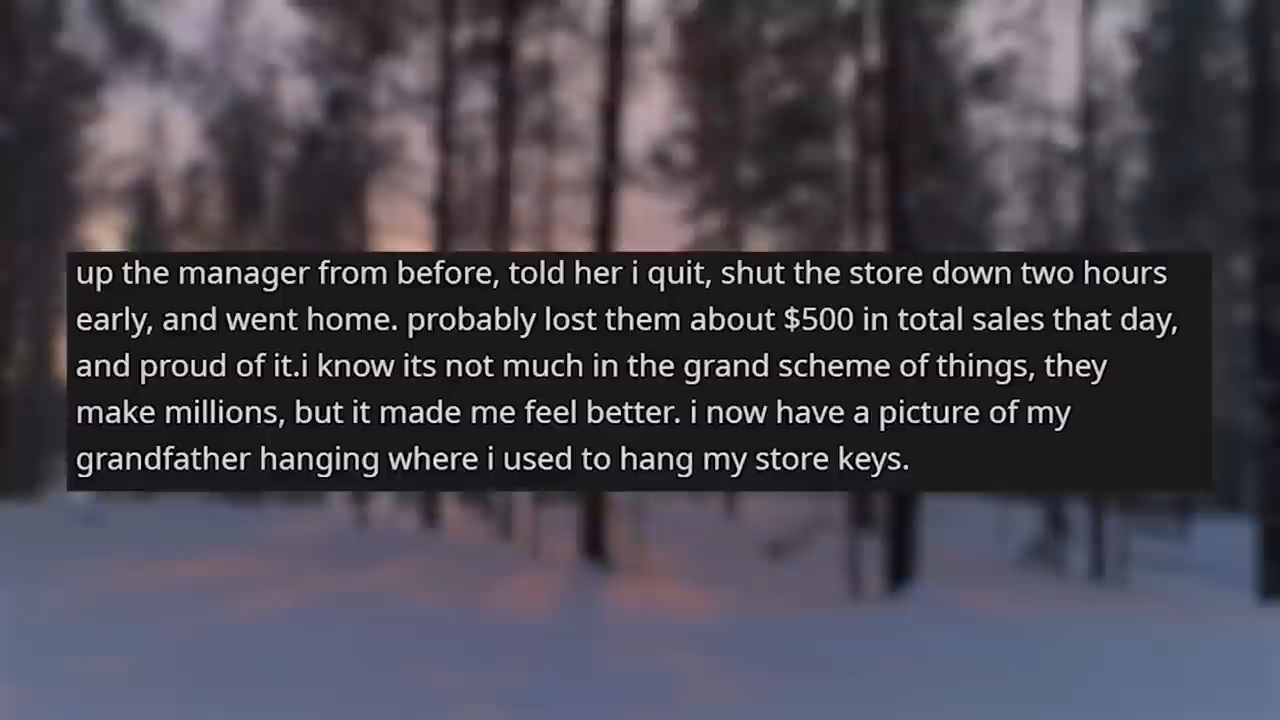 up the manager from before, told her i quit, shut the store down two hours
early, and went home. probably lost them about $500 in total sales that day,
and proud of it.i know its not much in the grand scheme of things, they
make millions, but it made me feel better. i now have a picture of my
grandfather hanging where i used to hang my store keys.